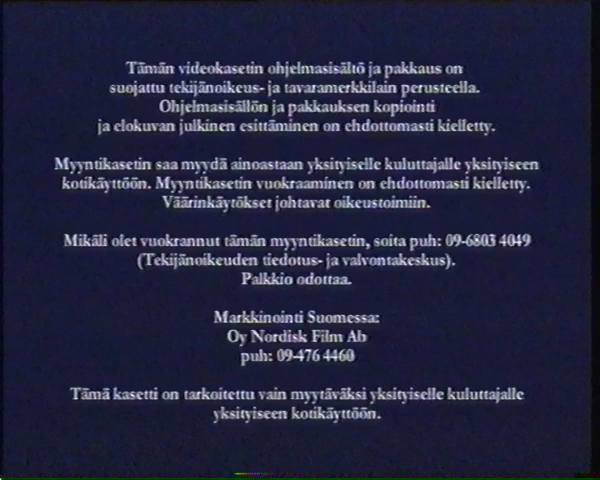 Tämän videokasetin ohjelmasisältö ja pakkaus on
suojattu tekijänoikeus- ja tavaramerkkilain perusteella.
Ohjelmasisällön ja pakkauksen kopiointi
ja elokuvan julkinen esittäminen on ehdottomasti kielletty.
Myyntikasetin saa myydä ainoastaan yksityiselle kuluttajalle yksityiseen
kotikäyttöön. Myyntikasetin vuokraaminen on ehdottomasti kielletty.
Väärinkäytökset johtavat oikeustoimiin.
Mikäli olet vuokrannut tämän myyntikasetin, soita puh: 09-6803 4049
(Tekijänoikeuden tiedotus- ja valvontakeskus).
Palkkio odottaa.
Markkinointi Suomessa:
Oy Nordisk Film Ab
puh: 09-476 4460
Tämä kasetti on tarkoitettu vain myytäväksi yksityiselle kuluttajalle
yksityiseen kotikäyttöön.